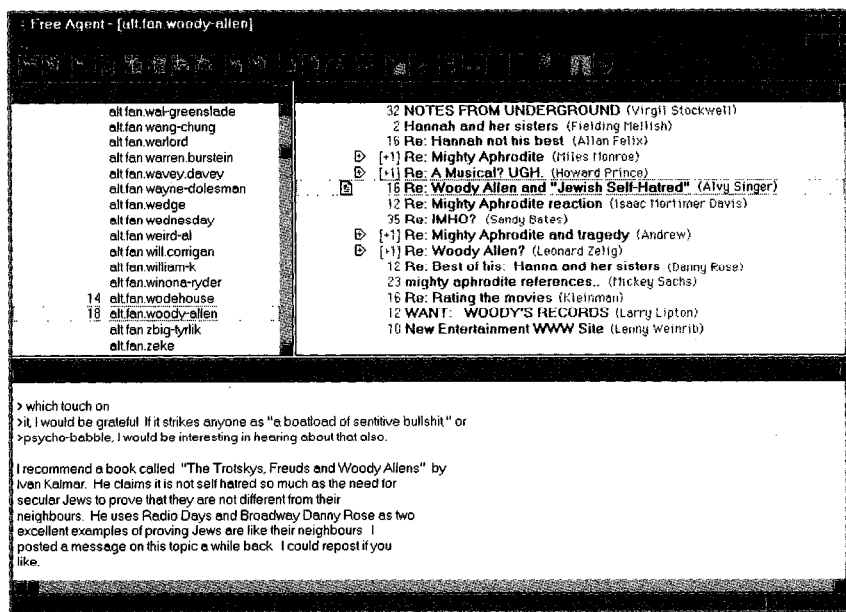 Free Agent - [alt.fan.woody-allen]
alt.fan.wal-greenslade
alt.fan wang-chung
alt.fan.warlord
alt.fan warren.burstein
alt.fan.wavey.davey
alt.fan wayne-dolesman
alt.fan.wedge
alt.fan wednesday
alt.fan weird-al
alt fan will.corrigan
alt.fan.william-k
alt.fan.winona-ryder
14 alt.fan.wodehouse
18 alt.fan.woody-allen
alt fan zbig-tyrlik
alt.fan.zeke
32 NOTES FROM UNDERGROUND (Virgil Stockwell)
2 Hannah and her sisters (Fielding Mellish)
16 Re: Hannah not his best (Allan Felix)
[+1] Re: Mighty Aphrodite (Miles Monroe)
[+1] Re: A Musical? UGH. (Howard Prince)
16 Re: Woody Allen and "Jewish Self-Hatred" (Alvy Singer)
12 Re: Mighty Aphrodite reaction (Isaac Mortimer Davis)
35 Re: IMHO? (Sandy Bates)
[+1] Re: Mighty Aphrodite and tragedy (Andrew)
[+1] Re: Woody Allen? (Leonard Zelig)
12 Re: Best of his: Hanna and her sisters (Danny Rose)
23 mighty aphrodite references.. (Mickey Sachs)
16 Re: Rating the movies (Kleinman)
12 WANT: WOODY'S RECORDS (Larry Lipton)
10 New Entertainment WWW Site (Lenny Weinrib)
> which touch on
>it, I would be grateful If it strikes anyone as "a boatload of sentitive bullshit," or
>psycho-babble, I would be interesting in hearing about that also.
I recommend a book called "The Trotskys, Freuds and Woody Allens" by
Ivan Kalmar. He claims it is not self hatred so much as the need for
secular Jews to prove that they are not different from their
neighbours. He uses Radio Days and Broadway Danny Rose as two
excellent examples of proving Jews are like their neighbours I
posted a message on this topic a while back I could repost if you
like.